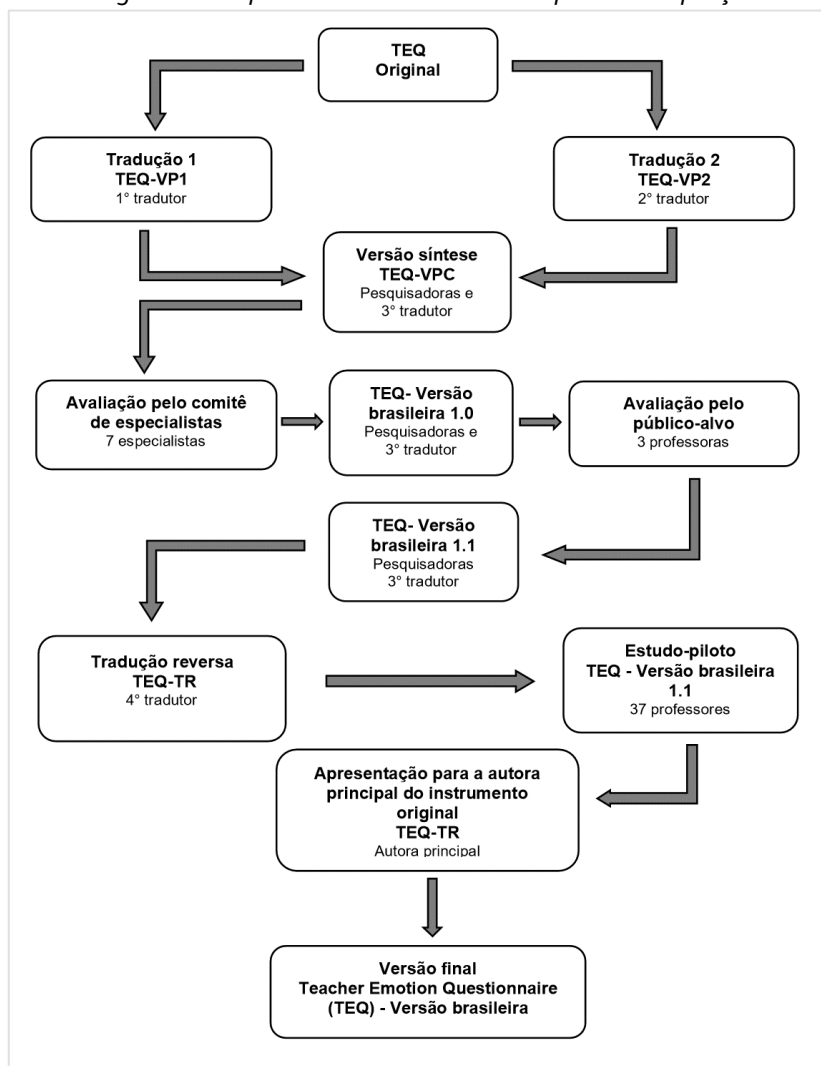 TEQ
Original
Tradução 1
TEQ-VP1
1° tradutor
Tradução 2
TEQ-VP2
2° tradutor
Versão síntese
TEQ-VPC
Pesquisadoras e
3° tradutor
Avaliação pelo comitê
de especialistas
7 especialistas
TEQ- Versão
brasileira 1.0
Pesquisadoras e
3° tradutor
Avaliação pelo
público-alvo
3 professoras
TEQ- Versão
brasileira 1.1
Pesquisadoras
3° tradutor
Tradução reversa
TEQ-TR
4° tradutor
Estudo-piloto
TEQ - Versão brasileira
1.1
37 professores
Apresentação para a autora
principal do instrumento
original
TEQ-TR
Autora principal
Versão final
Teacher Emotion Questionnaire
(TEQ) - Versão brasileira